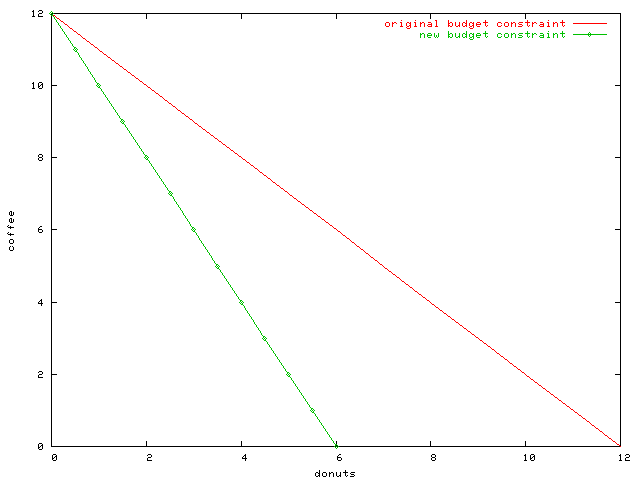 original budget constraint
new budget constraint
12
10
8
6
4
2
0
coffee
0 2 4 6 8 10 12
donuts